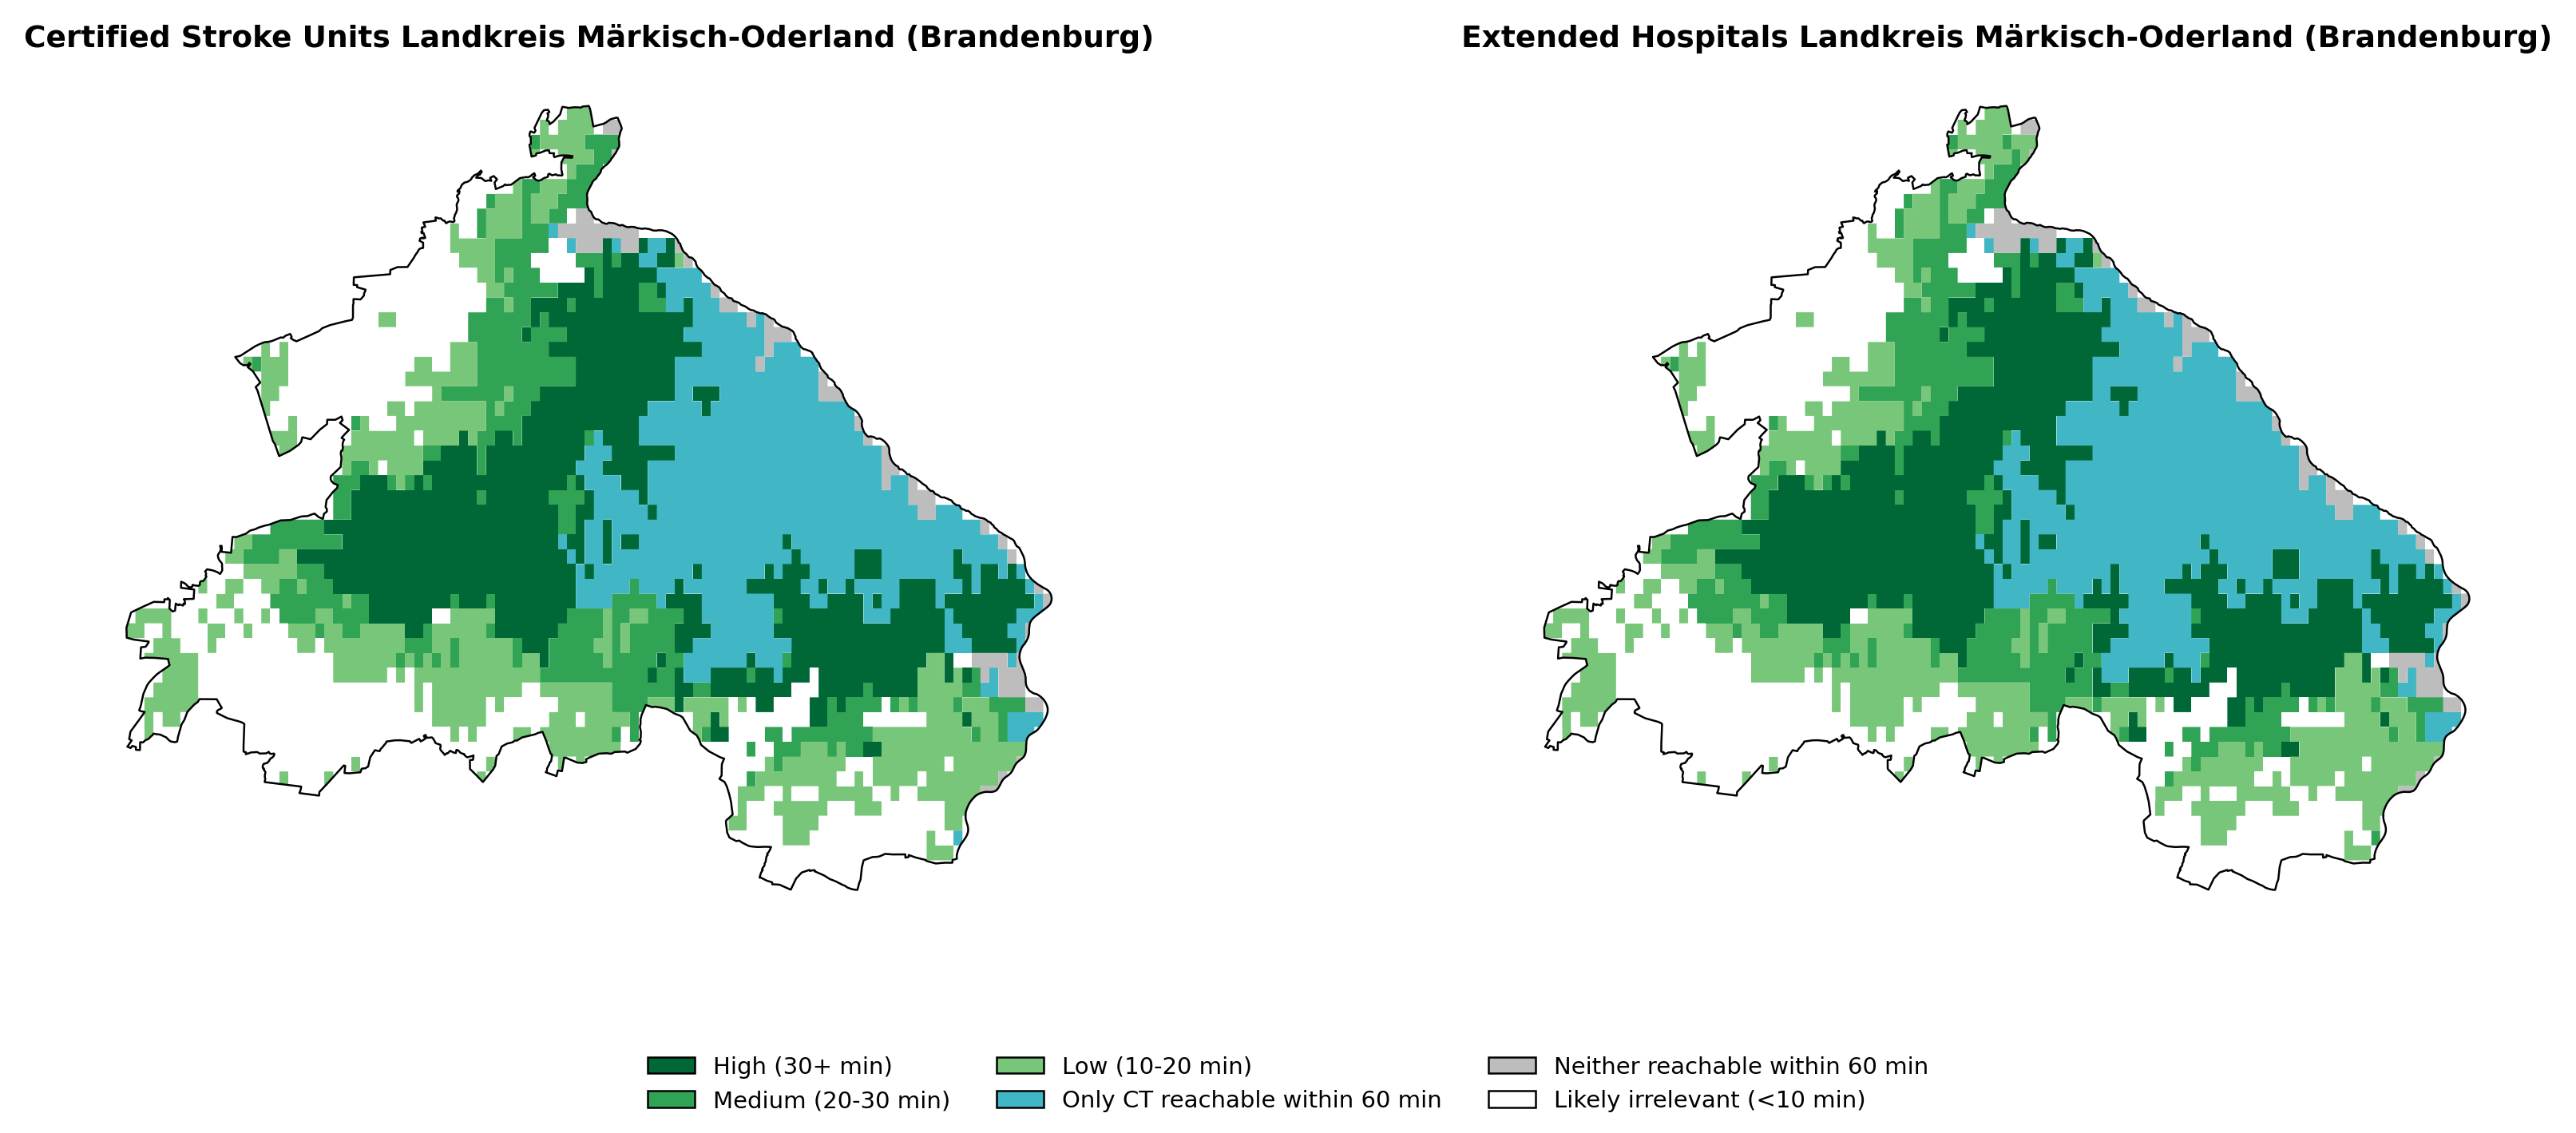 Certified Stroke Units Landkreis Märkisch-Oderland (Brandenburg)
Extended Hospitals Landkreis Märkisch-Oderland (Brandenburg)
High (30+ min)
Medium (20-30 min)
Low (10-20 min)
Only CT reachable within 60 min
Neither reachable within 60 min
Likely irrelevant (<10 min)